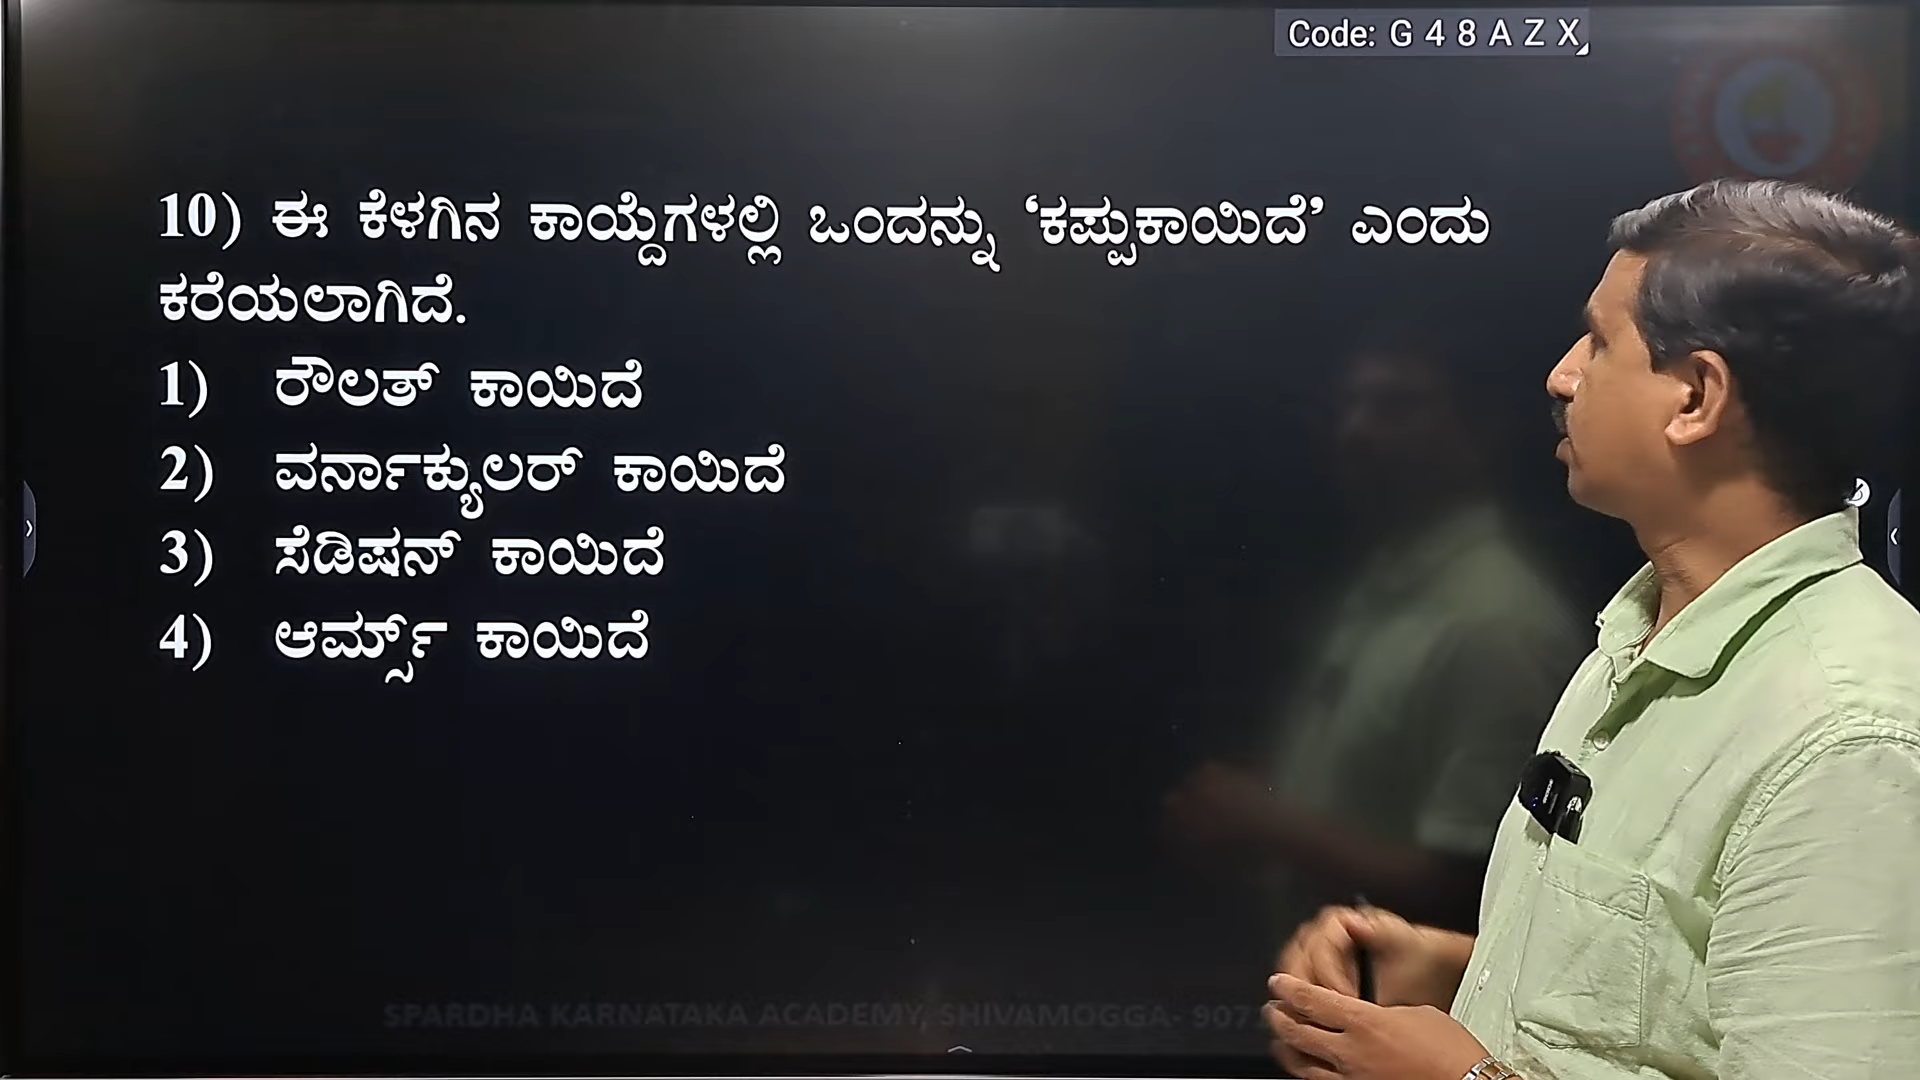 Code: G 4 8 A Z X
10) ಈ ಕೆಳಗಿನ ಕಾಯ್ದೆಗಳಲ್ಲಿ ಒಂದನ್ನು ‘ಕಪ್ಪುಕಾಯಿದೆ’ ಎಂದು
ಕರೆಯಲಾಗಿದೆ.
1) ರೌಲತ್ ಕಾಯಿದೆ
2) ವರ್ನಾಕ್ಯುಲರ್ ಕಾಯಿದೆ
3) ಸೆಡಿಷನ್ ಕಾಯಿದೆ
4) ಆರ್ಮ್ಸ್ ಕಾಯಿದೆ
SPARDHA KARNATAKA ACADEMY, SHIVAMOGGA-